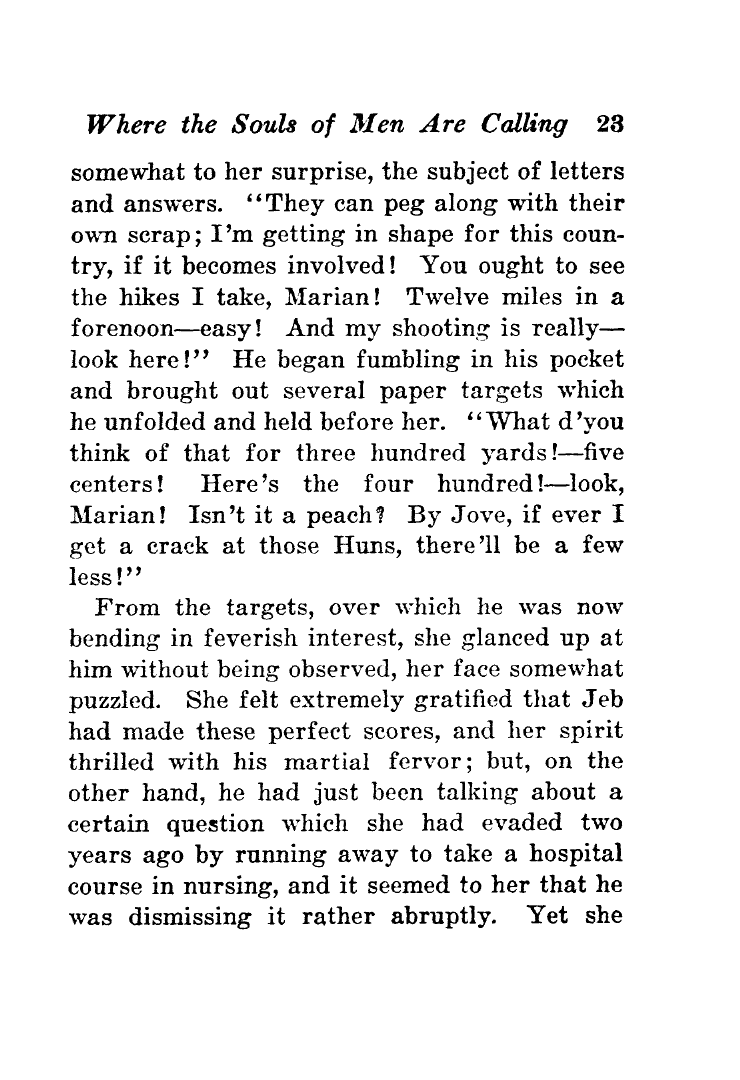 Where the Souls of Men Are Calling 23
somewhat to her surprise, the subject of letters
and answers. "They can peg along with their
own scrap; I'm getting in shape for this coun-
try, if it becomes involved! You ought to see
the hikes I take, Marian! Twelve miles in a
forenoon—easy! And my shooting is really—
look here!" He began fumbling in his pocket
and brought out several paper targets which
he unfolded and held before her. "What d'you
think of that for three hundred yards!—five
centers! Here's the four hundred!—look,
Marian! Isn't it a peach? By Jove, if ever I
get a crack at those Huns, there'll be a few
less!"
From the targets, over which he was now
bending in feverish interest, she glanced up at
him without being observed, her face somewhat
puzzled. She felt extremely gratified that Jeb
had made these perfect scores, and her spirit
thrilled with his martial fervor; but, on the
other hand, he had just been talking about a
certain question which she had evaded two
years ago by running away to take a hospital
course in nursing, and it seemed to her that he
was dismissing it rather abruptly. Yet she